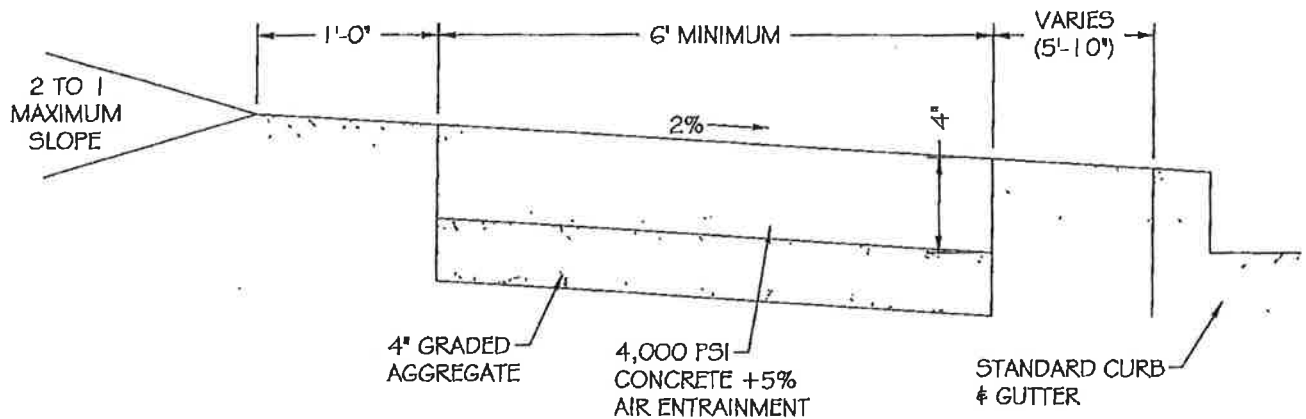 1'-0"
6' MINIMUM
VARIES
(5'-10")
2 TO 1
MAXIMUM
SLOPE
2%
4"
4" GRADED
AGGREGATE
4,000 PSI
CONCRETE +5%
AIR ENTRAINMENT
STANDARD CURB
& GUTTER